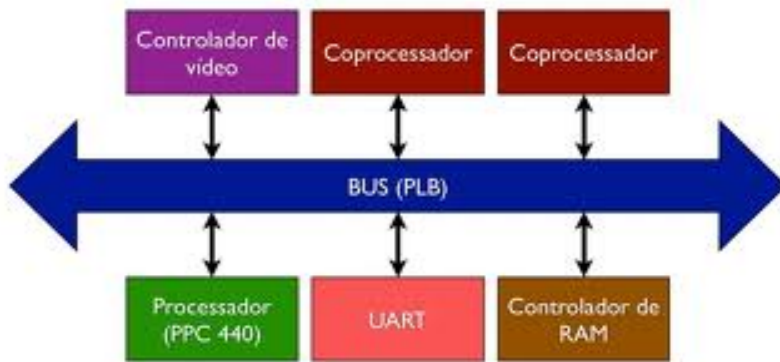 Controlador de
vídeo
Coprocessador
Coprocessador
BUS (PLB)
Processador
(PPC 440)
UART
Controlador de
RAM